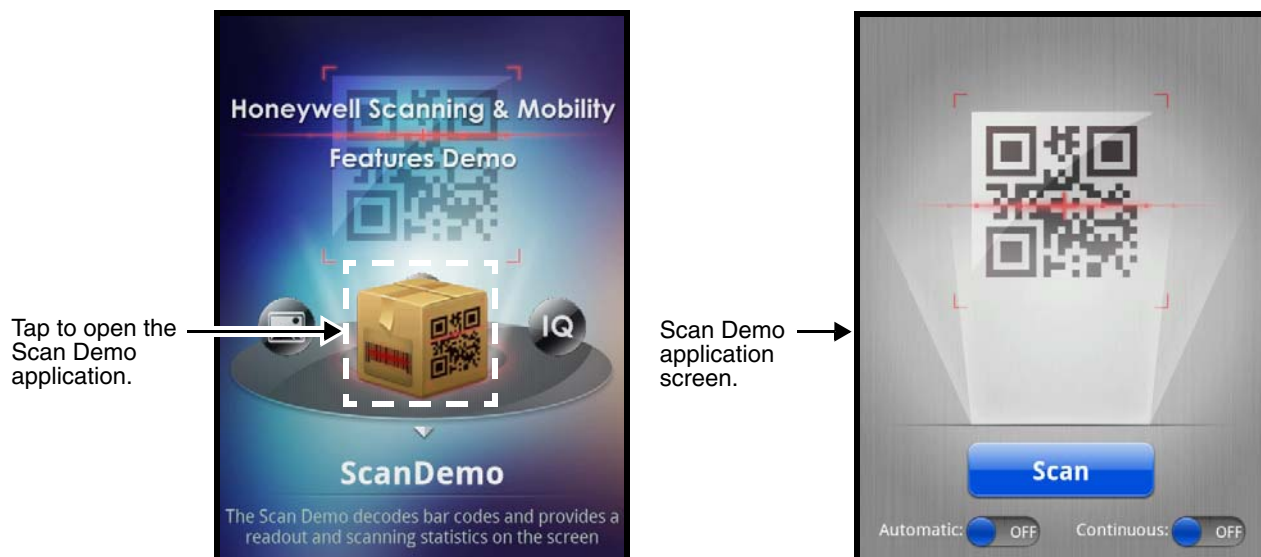 Tap to open the
Scan Demo
application.
Honeywell Scanning & Mobility
Features Demo
IQ
ScanDemo
The Scan Demo decodes bar codes and provides a
readout and scanning statistics on the screen
Scan Demo
application
screen.
Scan
Automatic: OFF Continuous: OFF